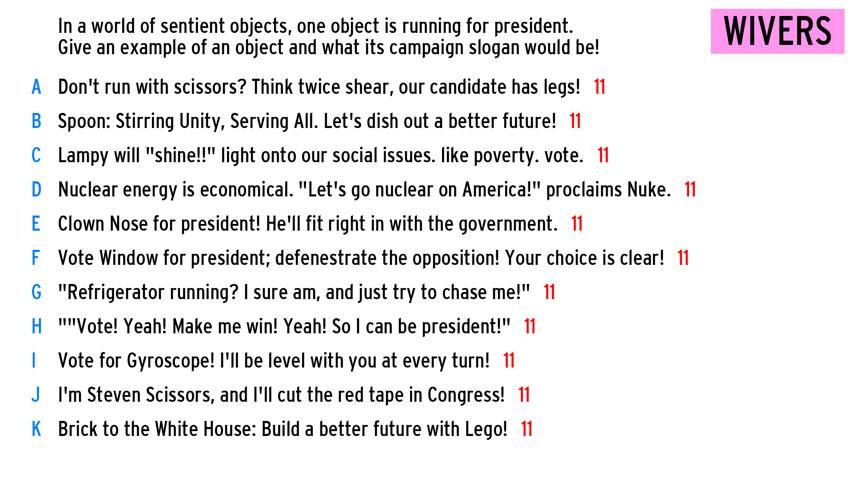 In a world of sentient objects, one object is running for president.
Give an example of an object and what its campaign slogan would be!
WIVERS
A Don't run with scissors? Think twice shear, our candidate has legs! 11
B Spoon: Stirring Unity, Serving All. Let's dish out a better future! 11
C Lampy will "shine!!" light onto our social issues. like poverty. vote. 11
D Nuclear energy is economical. "Let's go nuclear on America!" proclaims Nuke. 11
E Clown Nose for president! He'll fit right in with the government. 11
F Vote Window for president; defenestrate the opposition! Your choice is clear! 11
G "Refrigerator running? I sure am, and just try to chase me!" 11
H ""Vote! Yeah! Make me win! Yeah! So I can be president!" 11
I Vote for Gyroscope! I'll be level with you at every turn! 11
J I'm Steven Scissors, and I'll cut the red tape in Congress! 11
K Brick to the White House: Build a better future with Lego! 11